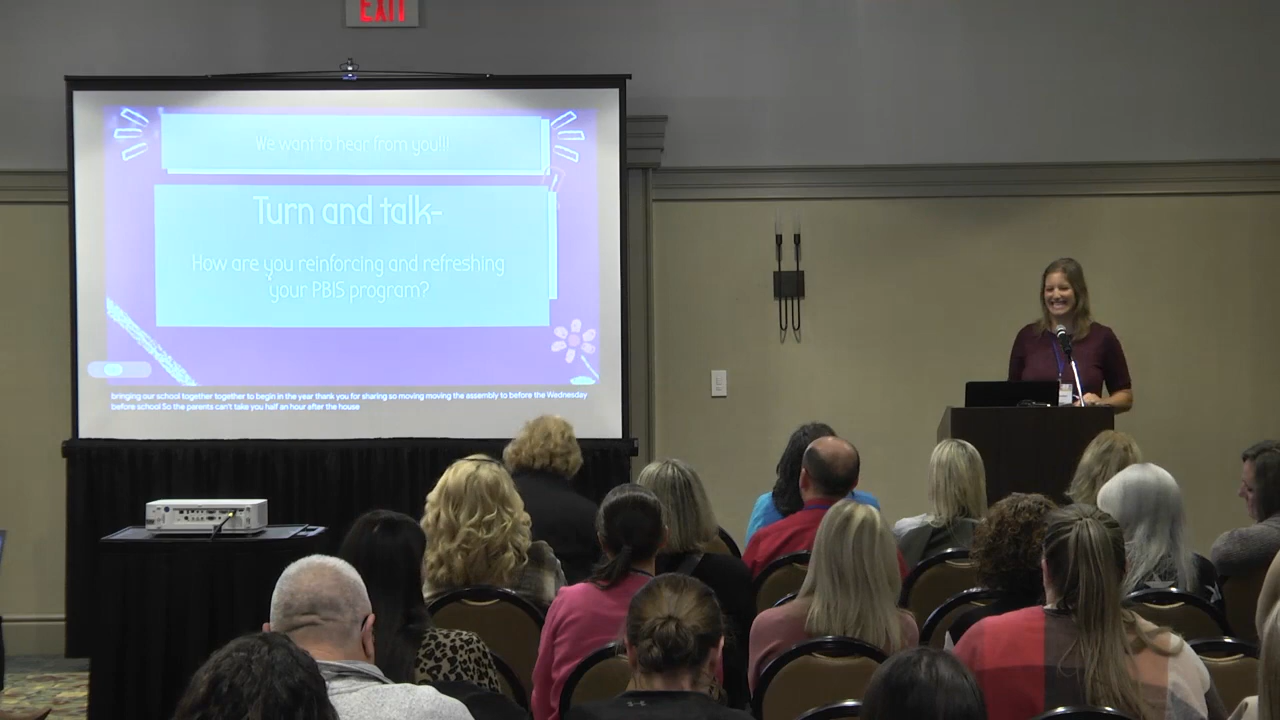 EXIT
We want to hear from you!!!
Turn and talk-
How are you reinforcing and refreshing
your PBIS program?
bringing our school together together to begin in the year thank you for sharing so moving moving the assembly to before the Wednesday
before school So the parents can't take you half an hour after the house